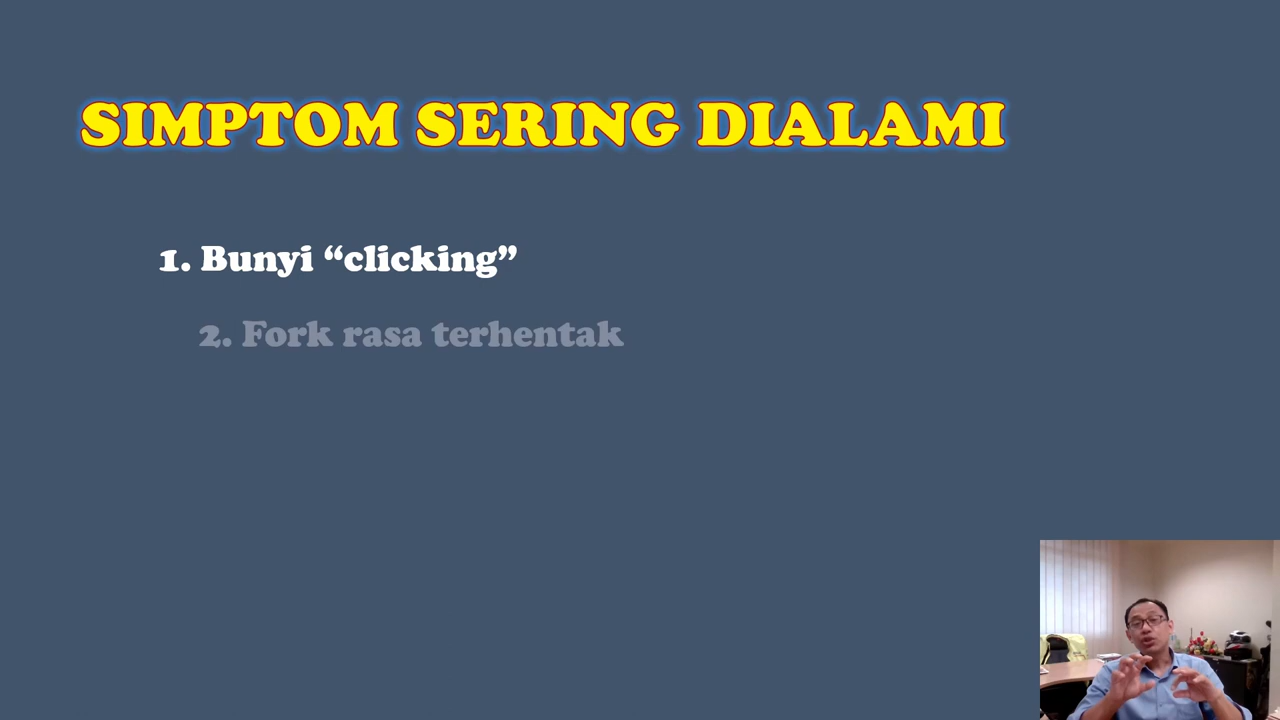 SIMPTOM SERING DIALAMI
1. Bunyi “clicking”
2. Fork rasa terhentak